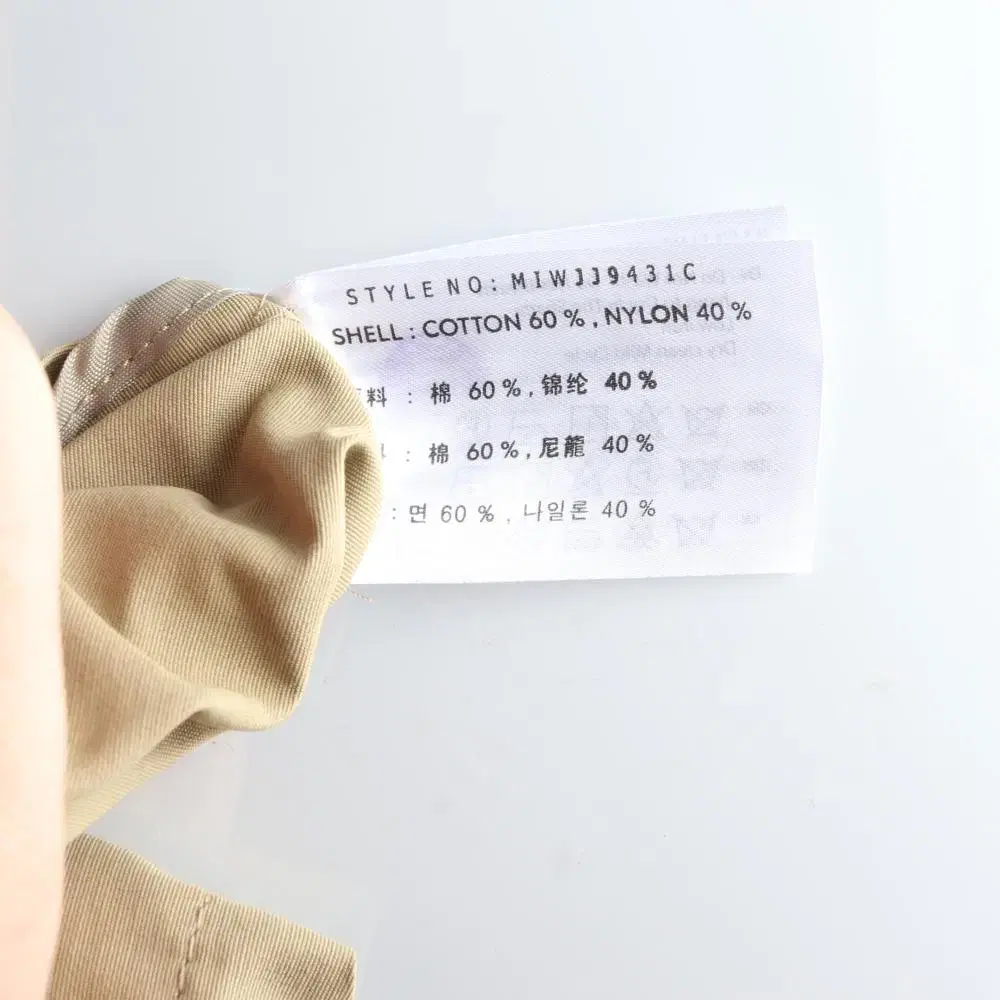 STYLE NO: MIWJJ9431C
SHELL : COTTON 60 % , NYLON 40 %
料 : 棉 60 % , 锦纶 40 %
: 棉 60 % , 尼龍 40 %
: 면 60 % , 나일론 40 %